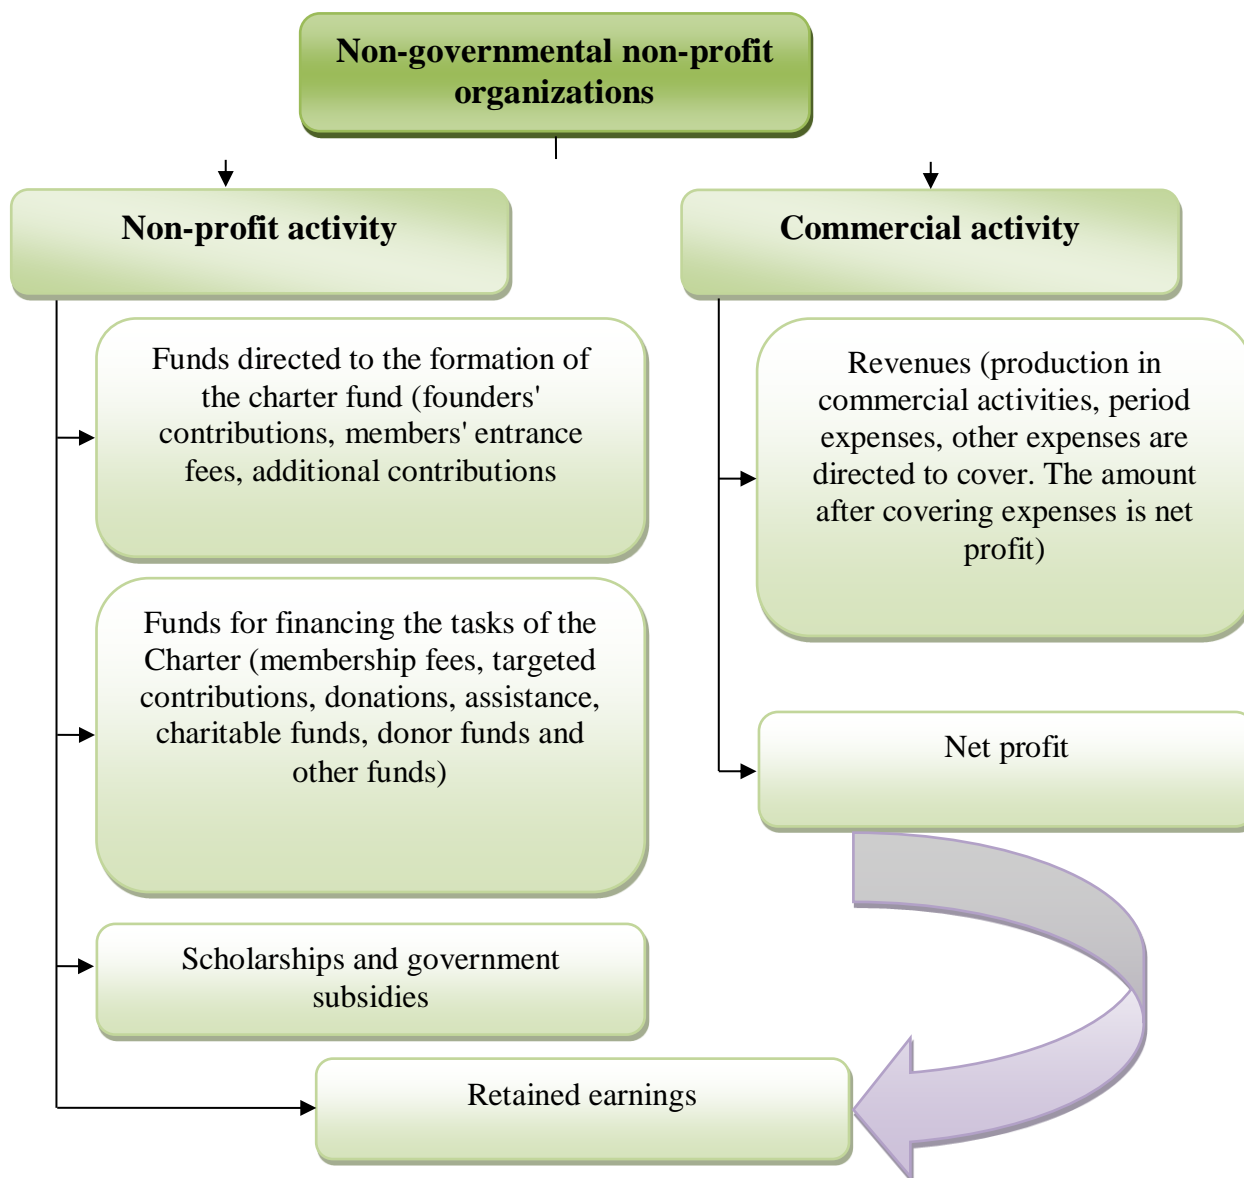 Non-governmental non-profit
organizations
Non-profit activity
Commercial activity
Funds directed to the formation of
the charter fund (founders'
contributions, members' entrance
fees, additional contributions
Revenues (production in
commercial activities, period
expenses, other expenses are
directed to cover. The amount
after covering expenses is net
profit)
Funds for financing the tasks of the
Charter (membership fees, targeted
contributions, donations, assistance,
charitable funds, donor funds and
other funds)
Net profit
Scholarships and government
subsidies
Retained earnings